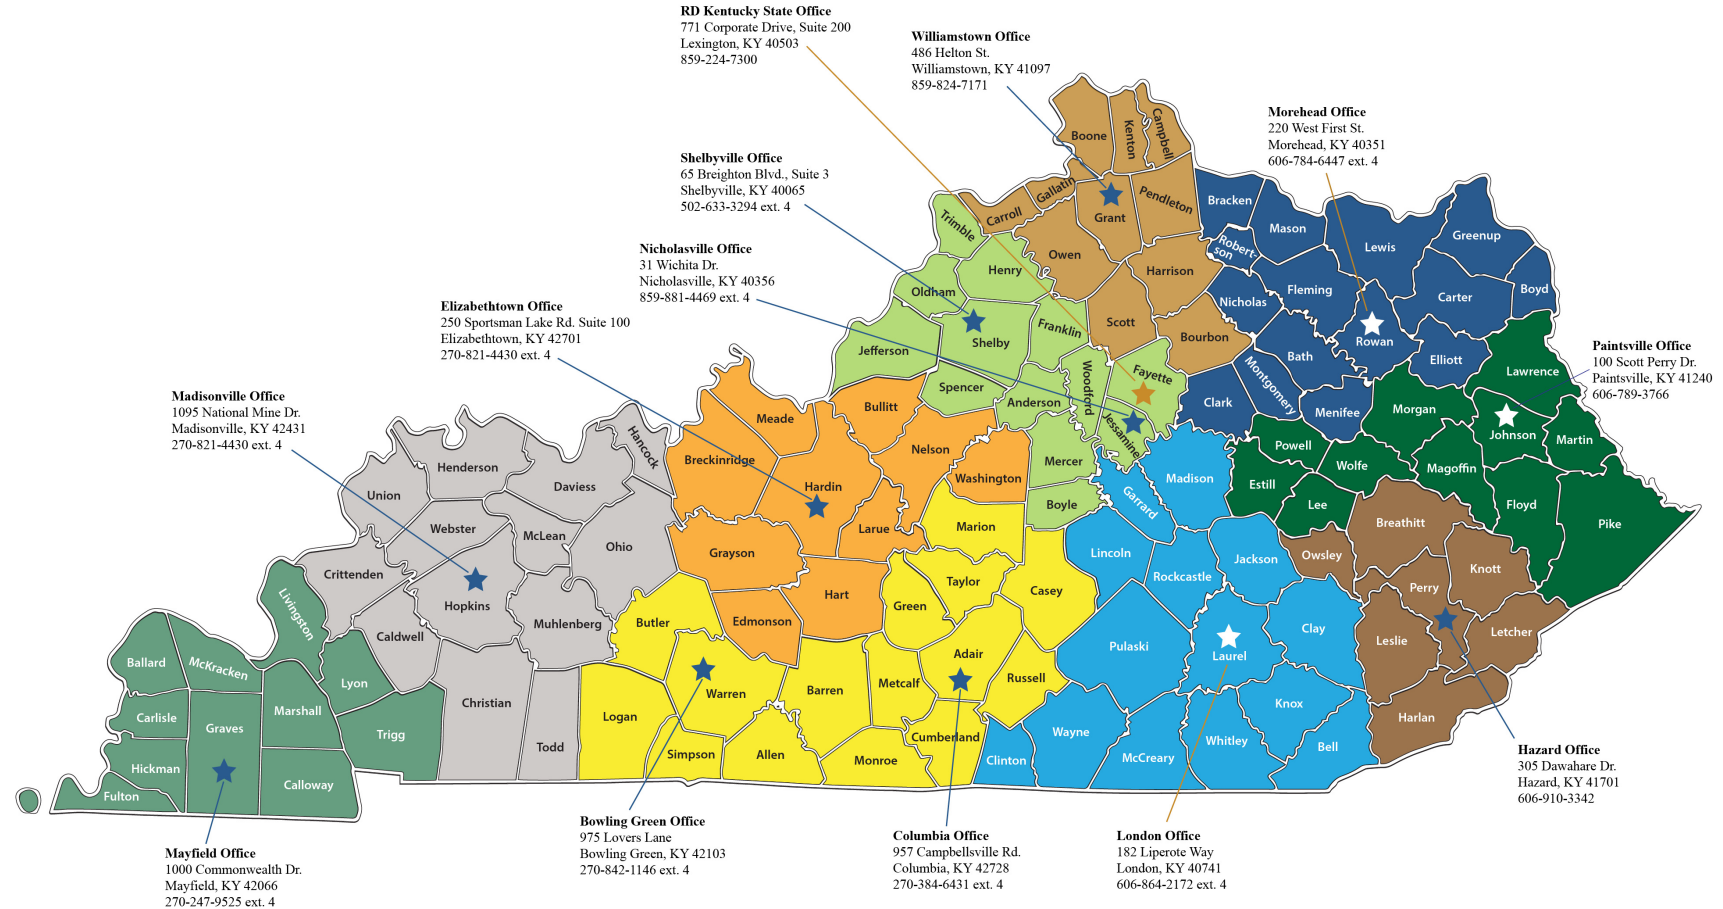 RD Kentucky State Office
771 Corporate Drive, Suite 200
Lexington, KY 40503
859-224-7300
Williamstown Office
486 Helton St.
Williamstown, KY 41097
859-824-7171
Morehead Office
220 West First St.
Morehead, KY 40351
606-784-6447 ext. 4
Shelbyville Office
65 Breighton Blvd., Suite 3
Shelbyville, KY 40065
502-633-3294 ext. 4
Nicholasville Office
31 Wichita Dr.
Nicholasville, KY 40356
859-881-4469 ext. 4
Elizabethtown Office
250 Sportsman Lake Rd. Suite 100
Elizabethtown, KY 42701
270-821-4430 ext. 4
Paintsville Office
100 Scott Perry Dr.
Paintsville, KY 41240
606-789-3766
Madisonville Office
1095 National Mine Dr.
Madisonville, KY 42431
270-821-4430 ext. 4
Boone
Kenton
Campbell
Gallatin
Carroll
Grant
Pendleton
Owen
Harrison
Scott
Bourbon
Bracken
Mason
Robert-
son
Lewis
Greenup
Fleming
Nicholas
Carter
Boyd
Rowan
Elliott
Bath
Montgomery
Menifee
Clark
Trimble
Henry
Oldham
Shelby
Franklin
Jefferson
Spencer
Anderson
Woodford
Fayette
Jessamine
Mercer
Boyle
Lawrence
Morgan
Johnson
Martin
Magoffin
Powell
Wolfe
Estill
Lee
Floyd
Pike
Meade
Bullitt
Breckinridge
Nelson
Washington
Hardin
Larue
Grayson
Hart
Edmonson
Hancock
Henderson
Daviess
Union
Webster
McLean
Ohio
Crittenden
Hopkins
Muhlenberg
Caldwell
Christian
Todd
Marion
Taylor
Green
Casey
Butler
Adair
Warren
Barren
Metcalf
Russell
Logan
Simpson
Allen
Monroe
Cumberland
Madison
Garrard
Lincoln
Rockcastle
Jackson
Pulaski
Laurel
Clay
Knox
Wayne
McCreary
Whitley
Bell
Clinton
Breathitt
Owsley
Knott
Perry
Leslie
Letcher
Harlan
Livingston
Ballard
McKracken
Lyon
Carlisle
Graves
Marshall
Trigg
Hickman
Fulton
Calloway
Hazard Office
305 Dawahare Dr.
Hazard, KY 41701
606-910-3342
Bowling Green Office
975 Lovers Lane
Bowling Green, KY 42103
270-842-1146 ext. 4
Columbia Office
957 Campbellsville Rd.
Columbia, KY 42728
270-384-6431 ext. 4
London Office
182 Liperote Way
London, KY 40741
606-864-2172 ext. 4
Mayfield Office
1000 Commonwealth Dr.
Mayfield, KY 42066
270-247-9525 ext. 4